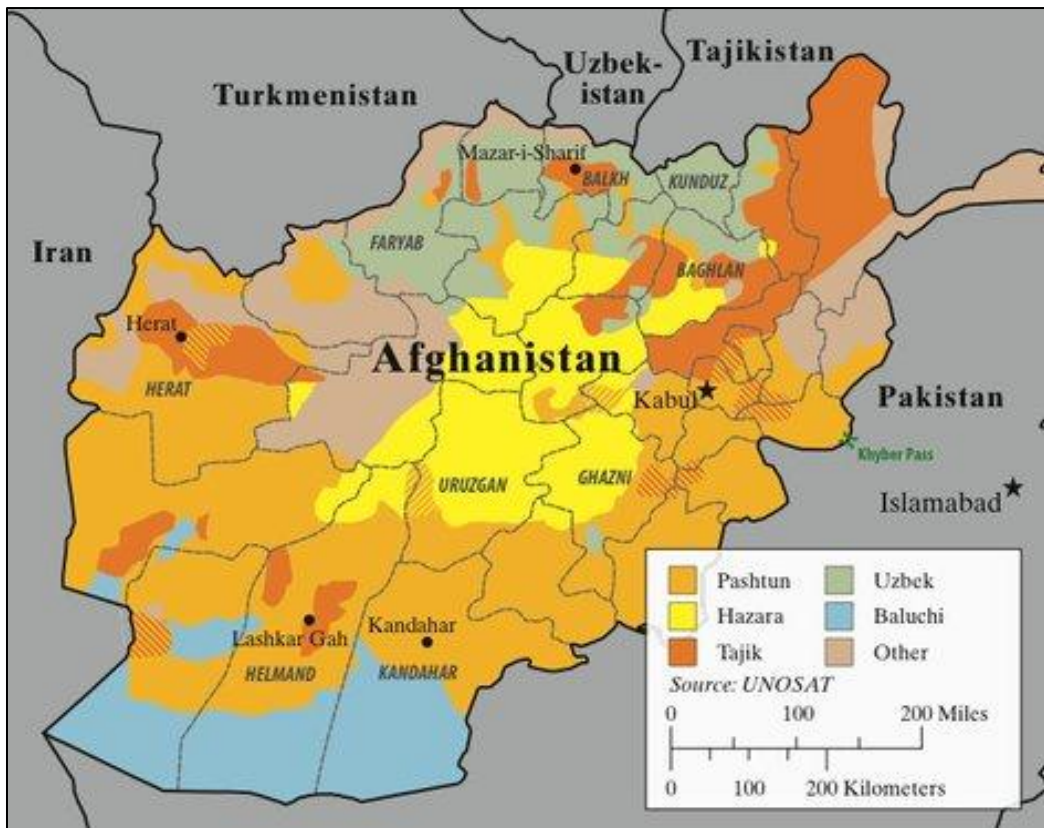 Turkmenistan
Uzbek-
istan
Tajikistan
Mazar-i-Sharif
BALKH
KUNDUZ
FARYAB
BAGHLAN
Iran
Herat
HERAT
Afghanistan
Kabul
Pakistan
Khyber Pass
Islamabad
URUZGAN
GHAZNI
Lashkar Gah
HELMAND
Kandahar
KANDAHAR
Pashtun
Uzbek
Hazara
Baluchi
Tajik
Other
Source: UNOSAT
0 100 200 Miles
0 100 200 Kilometers